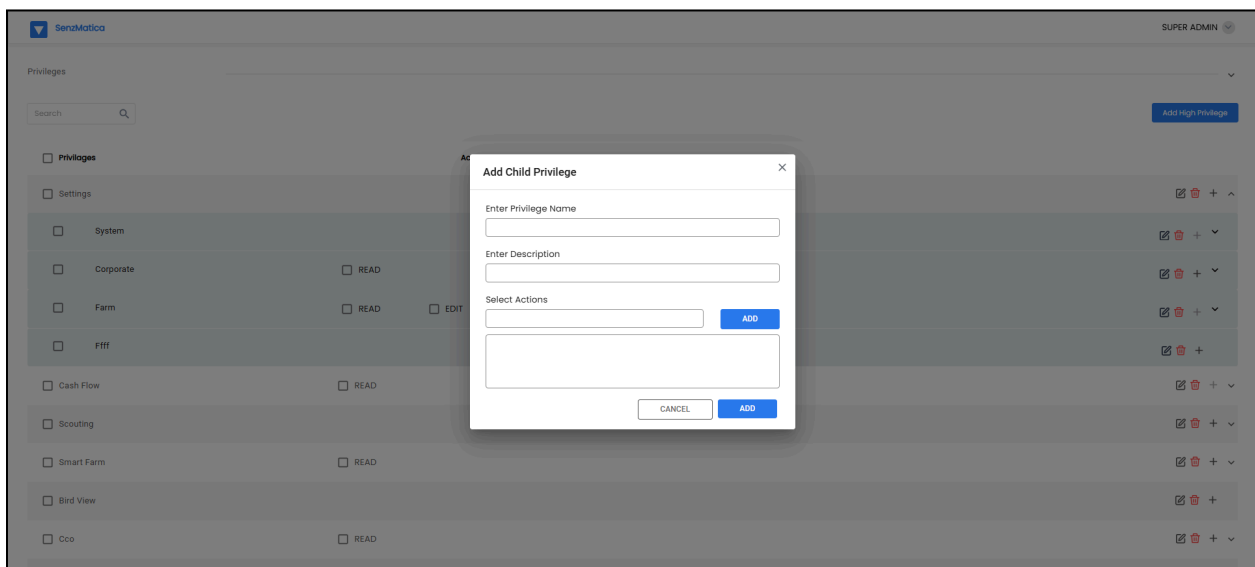 SenzMatica
SUPER ADMIN
Privileges
Search
Add High Privilege
Privilages
Ac
Add Child Privilege
Settings
Enter Privilege Name
System
Enter Description
Corporate
READ
Select Actions
Farm
READ
EDIT
ADD
Ffff
Cash Flow
READ
CANCEL
ADD
Scouting
Smart Farm
READ
Bird View
Cco
READ